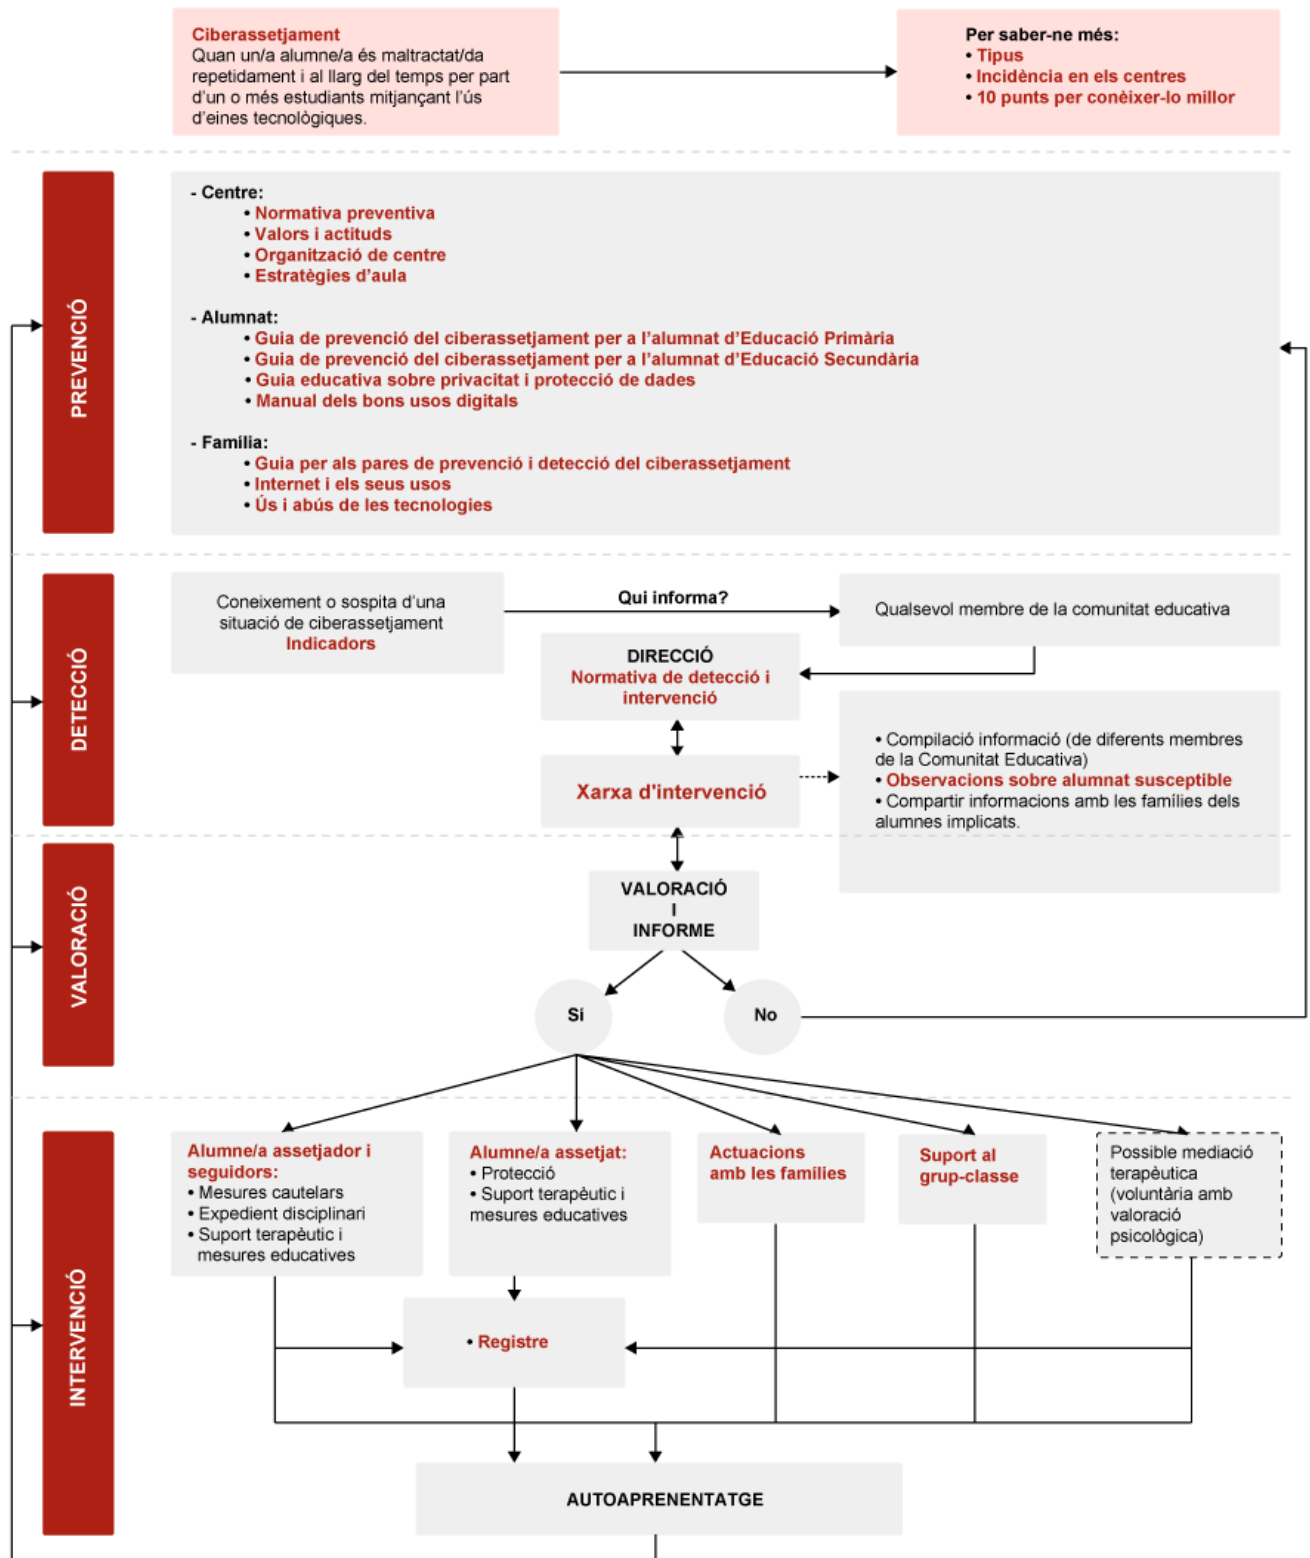 Ciberassetjament
Quan un/a alumne/a és maltractat/da
repetidament i al llarg del temps per part
d'un o més estudiants mitjançant l'ús
d'eines tecnològiques.
Per saber-ne més:
• Tipus
• Incidència en els centres
• 10 punts per conèixer-lo millor
PREVENCIÓ
- Centre:
• Normativa preventiva
• Valors i actituds
• Organització de centre
• Estratègies d'aula
- Alumnat:
• Guia de prevenció del ciberassetjament per a l'alumnat d'Educació Primària
• Guia de prevenció del ciberassetjament per a l'alumnat d'Educació Secundària
• Guia educativa sobre privacitat i protecció de dades
• Manual dels bons usos digitals
- Família:
• Guia per als pares de prevenció i detecció del ciberassetjament
• Internet i els seus usos
• Ús i abús de les tecnologies
DETECCIÓ
Coneixement o sospita d'una
situació de ciberassetjament
Indicadors
Qui informa?
Qualsevol membre de la comunitat educativa
DIRECCIÓ
Normativa de detecció i
intervenció
Xarxa d'intervenció
• Compilació informació (de diferents membres
de la Comunitat Educativa)
• Observacions sobre alumnat susceptible
• Compartir informacions amb les famílies dels
alumnes implicats.
VALORACIÓ
VALORACIÓ
I
INFORME
Sí
No
INTERVENCIÓ
Alumne/a assetjador i
seguidors:
• Mesures cautelars
• Expedient disciplinari
• Suport terapèutic i
mesures educatives
Alumne/a assetjat:
• Protecció
• Suport terapèutic i
mesures educatives
Actuacions
amb les famílies
Suport al
grup-classe
Possible mediació
terapèutica
(voluntària amb
valoració
psicològica)
• Registre
AUTOAPRENENTATGE